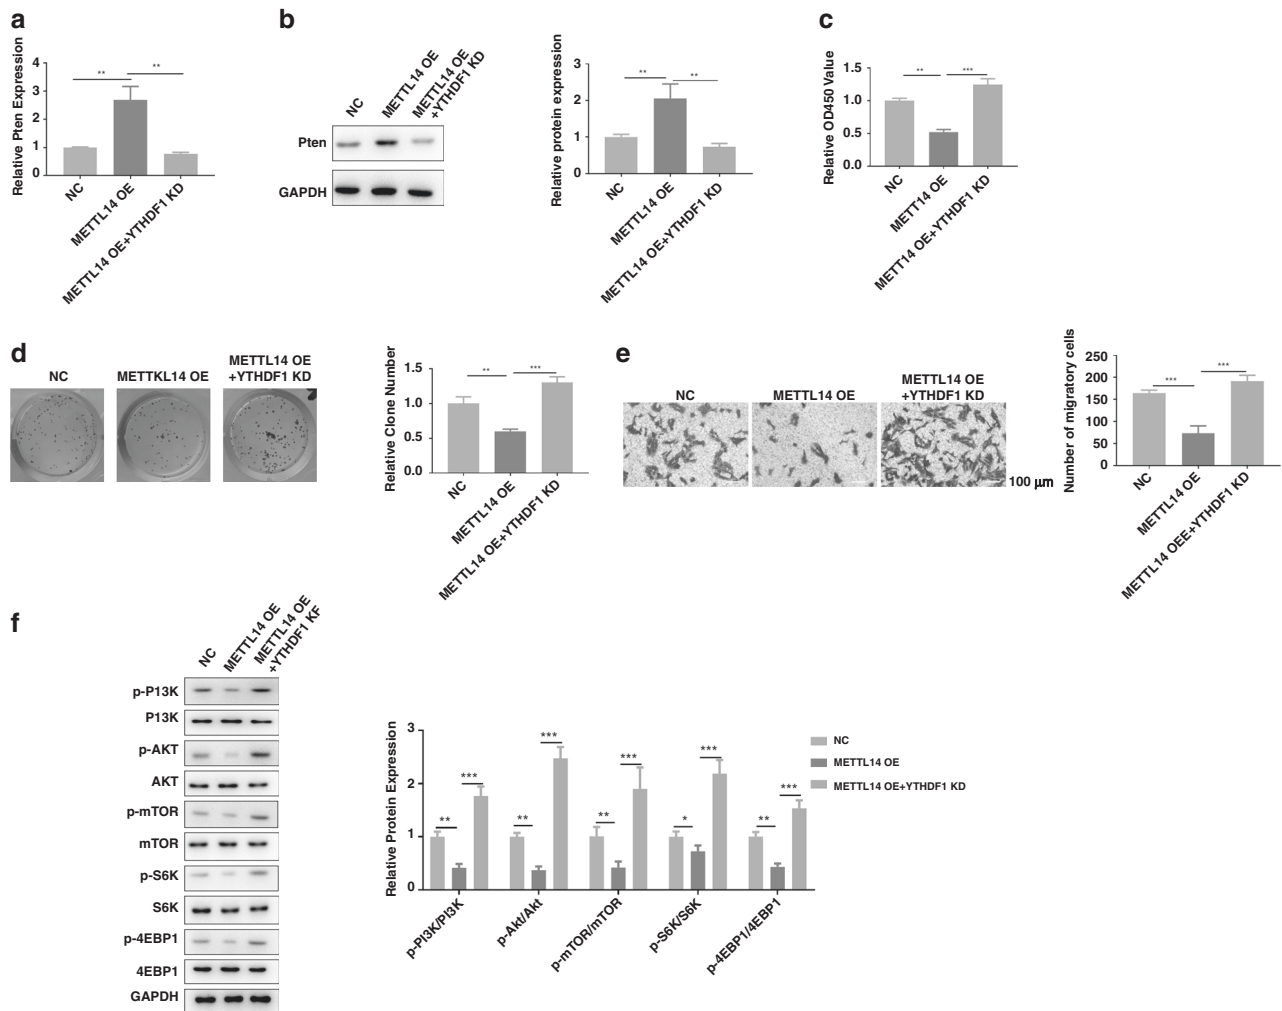 a
Relative Pten Expression
4
3
2
1
0
**
**
NC
METTL14 OE
METTL14 OE+YTHDF1 KD
b
NC
METTL14 OE
METTL14 OE
+YTHDF1 KD
Pten
GAPDH
Relative protein expression
3
2
1
0
**
**
NC
METTL14 OE
METTL14 OE+YTHDF1 KD
c
Relative OD450 Value
1.5
1.0
0.5
0.0
**
***
NC
METT14 OE
METT14 OE+YTHDF1 KD
d
NC
METTKL14 OE
METTL14 OE
+YTHDF1 KD
Relative Clone Number
1.5
1.0
0.5
0.0
**
***
NC
METTL14 OE
METTL14 OE+YTHDF1 KD
e
NC
METTL14 OE
METTL14 OE
+YTHDF1 KD
100 µm
Number of migratory cells
250
200
150
100
50
0
***
***
NC
METTL14 OE
METTL14 OEE+YTHDF1 KD
f
NC
METTL14 OE
METTL14 OE
+YTHDF1 KF
p-P13K
P13K
p-AKT
AKT
p-mTOR
mTOR
p-S6K
S6K
p-4EBP1
4EBP1
GAPDH
Relative Protein Expression
3
2
1
0
**
***
**
***
**
***
*
***
**
***
p-PI3K/PI3K
p-Akt/Akt
p-mTOR/mTOR
p-S6K/S6K
p-4EBP1/4EBP1
NC
METTL14 OE
METTL14 OE+YTHDF1 KD